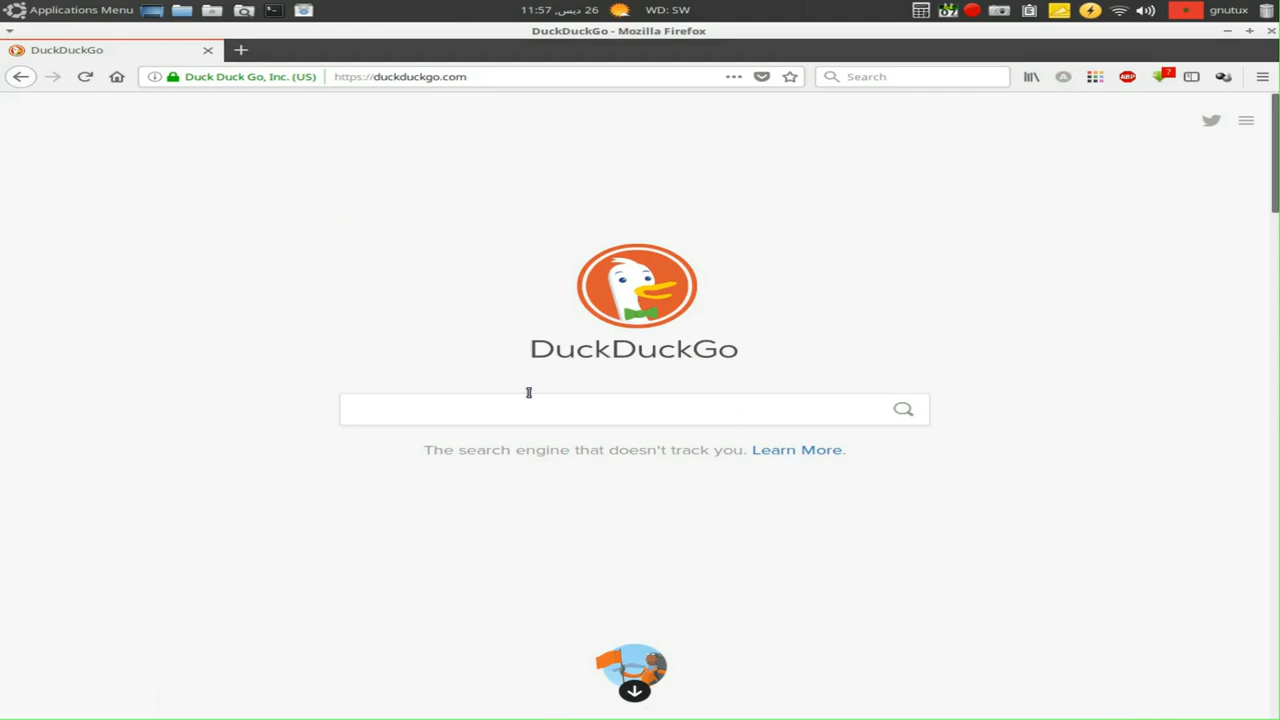 Applications Menu
11:57 26 ديس,
WD: SW
gnutux
DuckDuckGo - Mozilla Firefox
DuckDuckGo
Duck Duck Go, Inc. (US)
https://duckduckgo.com
Search
ABP
?
DuckDuckGo
The search engine that doesn't track you. Learn More.